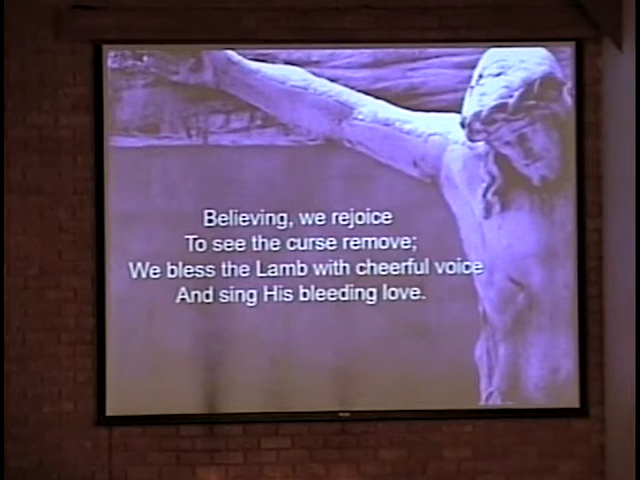 Believing, we rejoice
To see the curse remove;
We bless the Lamb with cheerful voice
And sing His bleeding love.